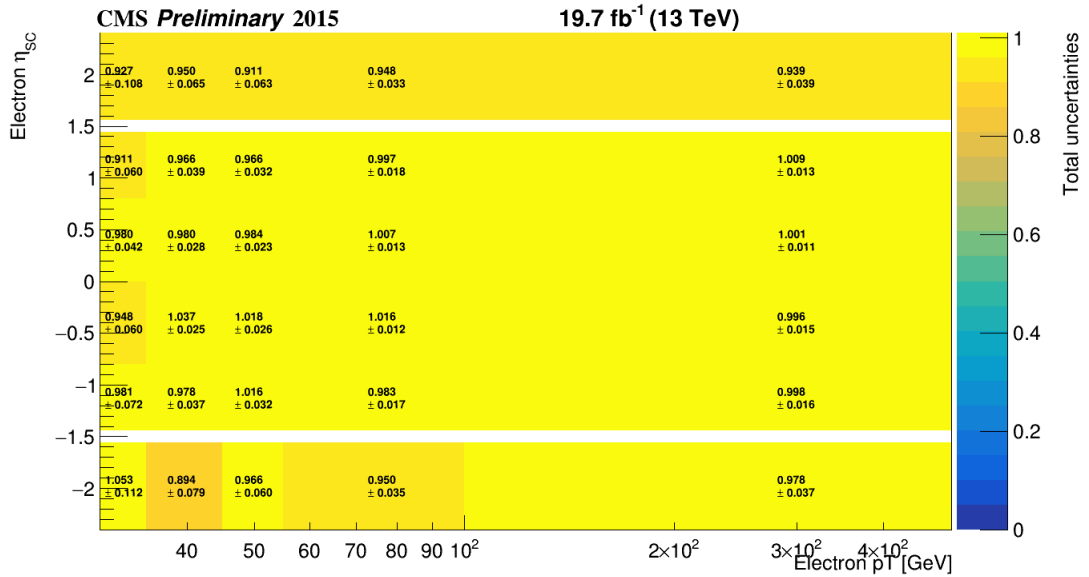 CMS Preliminary 2015
19.7 fb⁻¹ (13 TeV)
Electron ηSC
2
1.5
1
0.5
0
−0.5
−1
−1.5
−2
0.927 0.950 0.911 0.948 0.939
± 0.108 ± 0.065 ± 0.063 ± 0.033 ± 0.039
0.911 0.966 0.966 0.997 1.009
± 0.060 ± 0.039 ± 0.032 ± 0.018 ± 0.013
0.980 0.980 0.984 1.007 1.001
± 0.042 ± 0.028 ± 0.023 ± 0.013 ± 0.011
0.948 1.037 1.018 1.016 0.996
± 0.060 ± 0.025 ± 0.026 ± 0.012 ± 0.015
0.981 0.978 1.016 0.983 0.998
± 0.072 ± 0.037 ± 0.032 ± 0.017 ± 0.016
1.053 0.894 0.966 0.950 0.978
± 0.112 ± 0.079 ± 0.060 ± 0.035 ± 0.037
40 50 60 70 80 90 10² 2×10² 3×10² 4×10²
Electron pT [GeV]
1
0.8
0.6
0.4
0.2
0
Total uncertainties